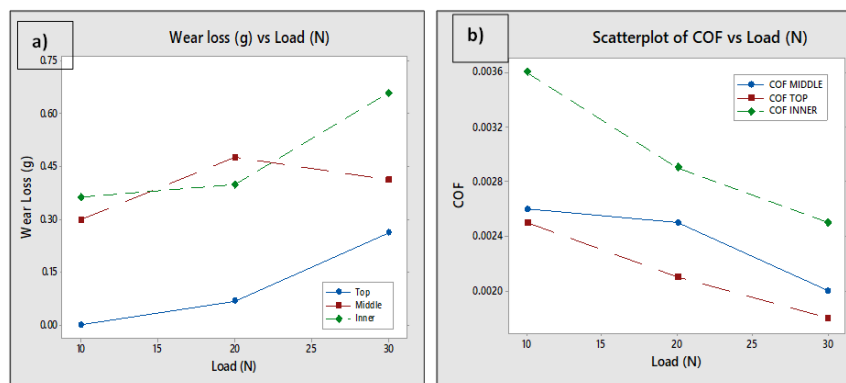 a)
Wear loss (g) vs Load (N)
0.75
0.60
0.45
0.30
0.15
0.00
Wear Loss (g)
Top
Middle
Inner
10
15
20
25
30
Load (N)
b)
Scatterplot of COF vs Load (N)
0.0036
0.0032
0.0028
0.0024
0.0020
COF
COF MIDDLE
COF TOP
COF INNER
10
15
20
25
30
Load (N)